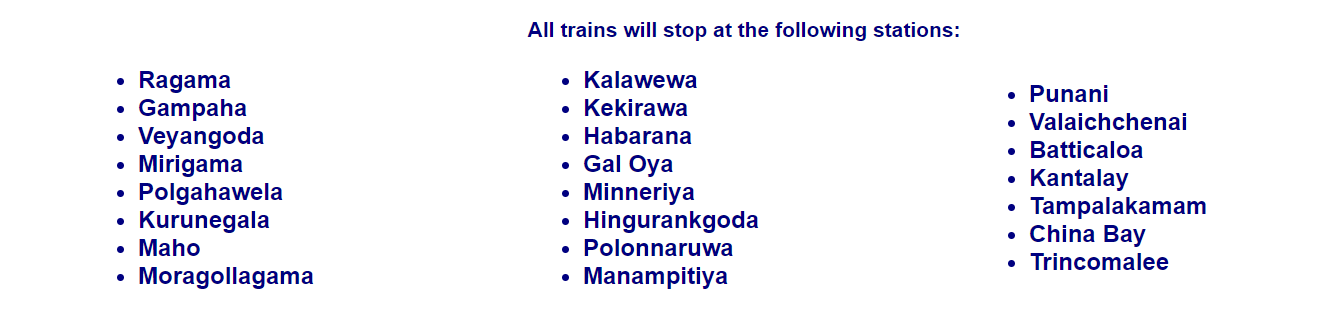 All trains will stop at the following stations:
• Ragama
• Gampaha
• Veyangoda
• Mirigama
• Polgahawela
• Kurunegala
• Maho
• Moragollagama
• Kalawewa
• Kekirawa
• Habarana
• Gal Oya
• Minneriya
• Hingurankgoda
• Polonnaruwa
• Manampitiya
• Punani
• Valaichchenai
• Batticaloa
• Kantalay
• Tampalakamam
• China Bay
• Trincomalee